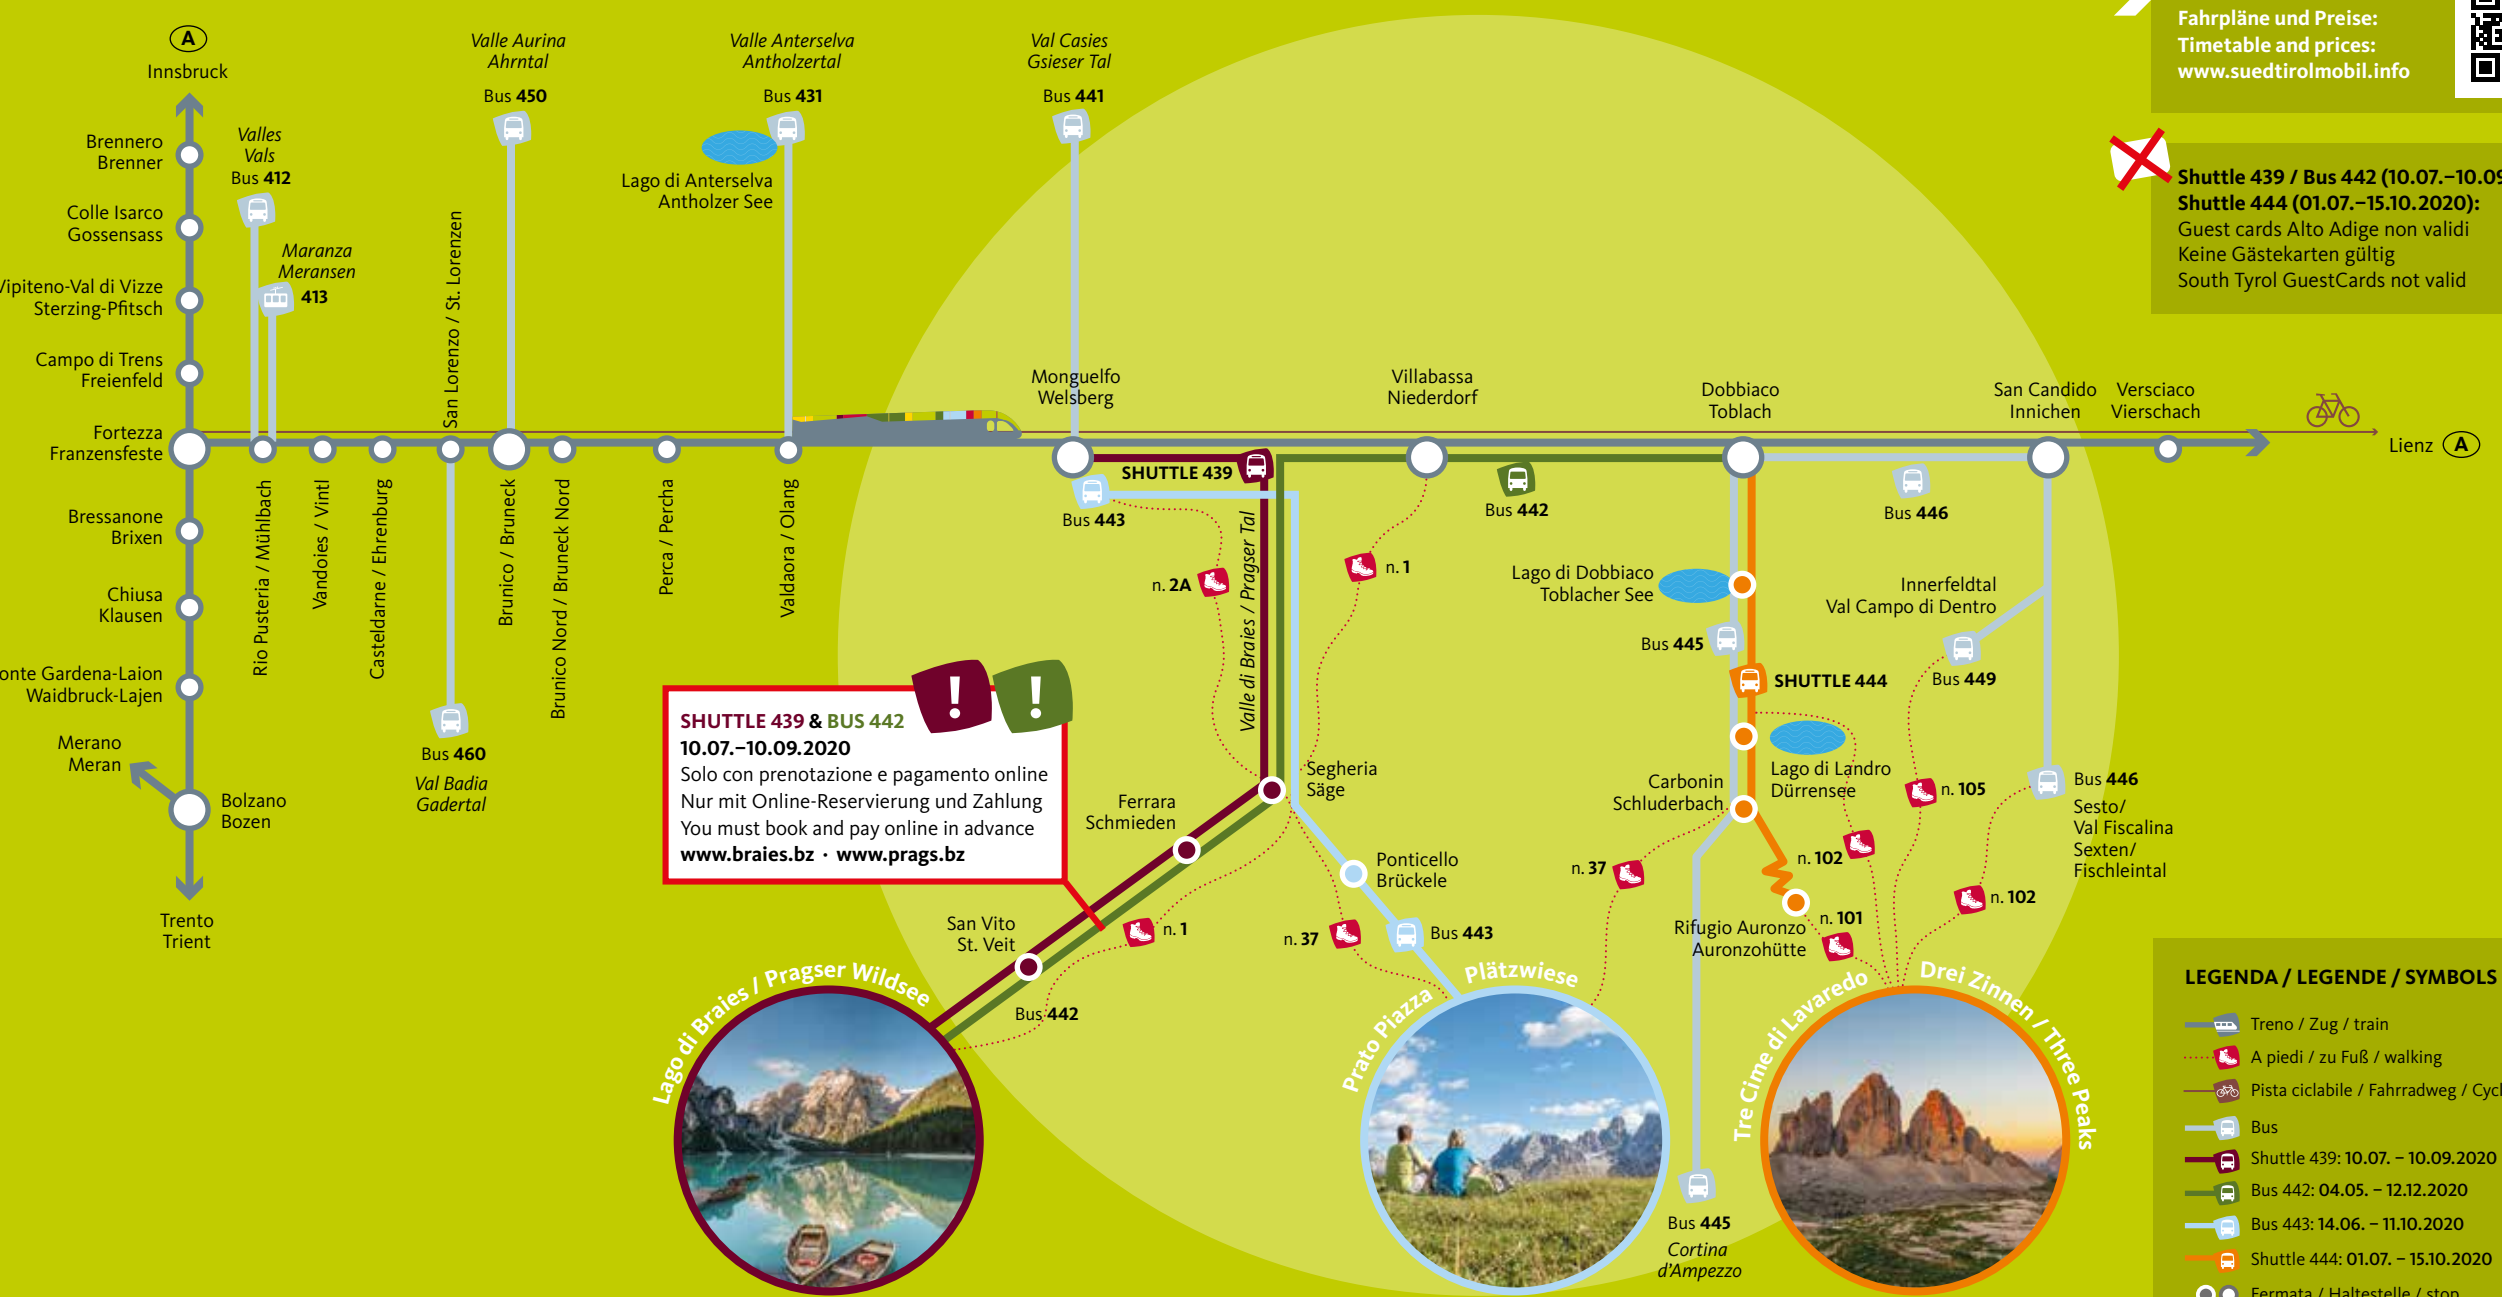 Fahrpläne und Preise:
Timetable and prices:
www.suedtirolmobil.info
Shuttle 439 / Bus 442 (10.07.–10.09
Shuttle 444 (01.07.–15.10.2020):
Guest cards Alto Adige non validi
Keine Gästekarten gültig
South Tyrol GuestCards not valid
A
Innsbruck
Brennero
Brenner
Colle Isarco
Gossensass
Vipiteno-Val di Vizze
Sterzing-Pfitsch
Campo di Trens
Freienfeld
Fortezza
Franzensfeste
Bressanone
Brixen
Chiusa
Klausen
onte Gardena-Laion
Waidbruck-Lajen
Merano
Meran
Bolzano
Bozen
Trento
Trient
Valles
Vals
Bus 412
Maranza
Meransen
413
Valle Aurina
Ahrntal
Bus 450
Valle Anterselva
Antholzertal
Bus 431
Lago di Anterselva
Antholzer See
Val Casies
Gsieser Tal
Bus 441
Rio Pusteria / Mühlbach
Vandoies / Vintl
Casteldarne / Ehrenburg
San Lorenzo / St. Lorenzen
Brunico / Bruneck
Brunico Nord / Bruneck Nord
Perca / Percha
Valdaora / Olang
Bus 460
Val Badia
Gadertal
Monguelfo
Welsberg
Villabassa
Niederdorf
Dobbiaco
Toblach
San Candido
Innichen
Versciaco
Vierschach
Lienz A
SHUTTLE 439
Bus 443
Bus 442
Bus 446
n. 2A
n. 1
Valle di Braies / Pragser Tal
Lago di Dobbiaco
Toblacher See
Bus 445
SHUTTLE 444
Innerfeldtal
Val Campo di Dentro
Bus 449
SHUTTLE 439 & BUS 442
10.07.–10.09.2020
Solo con prenotazione e pagamento online
Nur mit Online-Reservierung und Zahlung
You must book and pay online in advance
www.braies.bz · www.prags.bz
!
!
Segheria
Säge
Ferrara
Schmieden
San Vito
St. Veit
Bus 442
n. 1
n. 37
Ponticello
Brückele
Bus 443
Carbonin
Schluderbach
Lago di Landro
Dürrensee
n. 37
n. 102
n. 105
n. 101
n. 102
Rifugio Auronzo
Auronzohütte
Bus 446
Sesto/
Val Fiscalina
Sexten/
Fischleintal
Lago di Braies / Pragser Wildsee
Prato Piazza Plätzwiese
Tre Cime di Lavaredo Drei Zinnen / Three Peaks
Bus 445
Cortina
d'Ampezzo
LEGENDA / LEGENDE / SYMBOLS
Treno / Zug / train
A piedi / zu Fuß / walking
Pista ciclabile / Fahrradweg / Cycl
Bus
Shuttle 439: 10.07. – 10.09.2020
Bus 442: 04.05. – 12.12.2020
Bus 443: 14.06. – 11.10.2020
Shuttle 444: 01.07. – 15.10.2020
Fermata / Haltestelle / stop